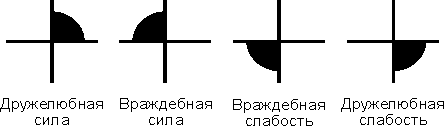 Дружелюбная
сила
Враждебная
сила
Враждебная
слабость
Дружелюбная
слабость